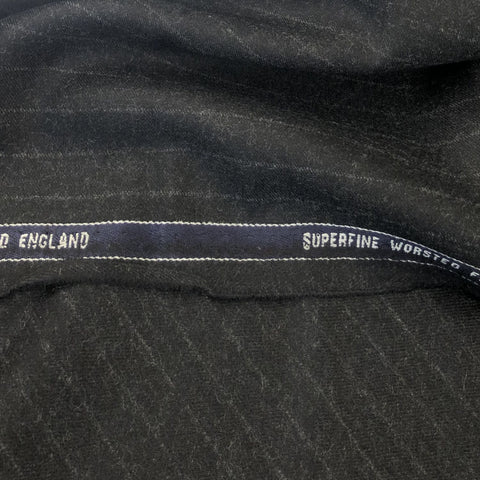 ENGLAND SUPERFINE WORSTED